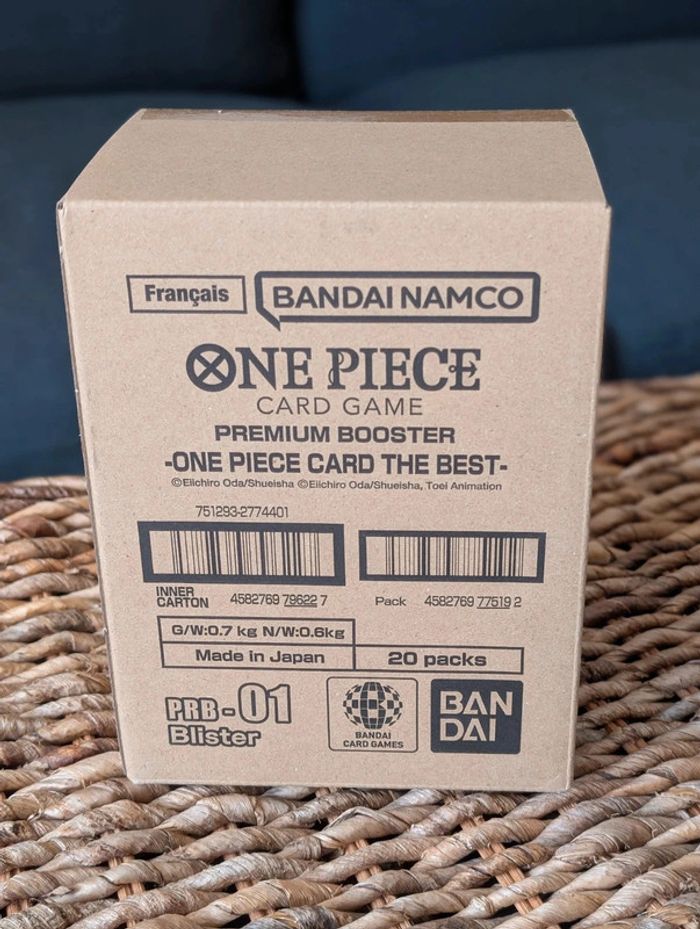 Français
BANDAI NAMCO
ONE PIECE
CARD GAME
PREMIUM BOOSTER
-ONE PIECE CARD THE BEST-
©Eiichiro Oda/Shueisha ©Eiichiro Oda/Shueisha, Toei Animation
751293-2774401
INNER CARTON 4582769 79622 7
Pack 4582769 77519 2
G/W:0.7 kg N/W:0.6kg
Made in Japan
20 packs
PRB-01
Blister
BANDAI
CARD GAMES
BAN
DAI